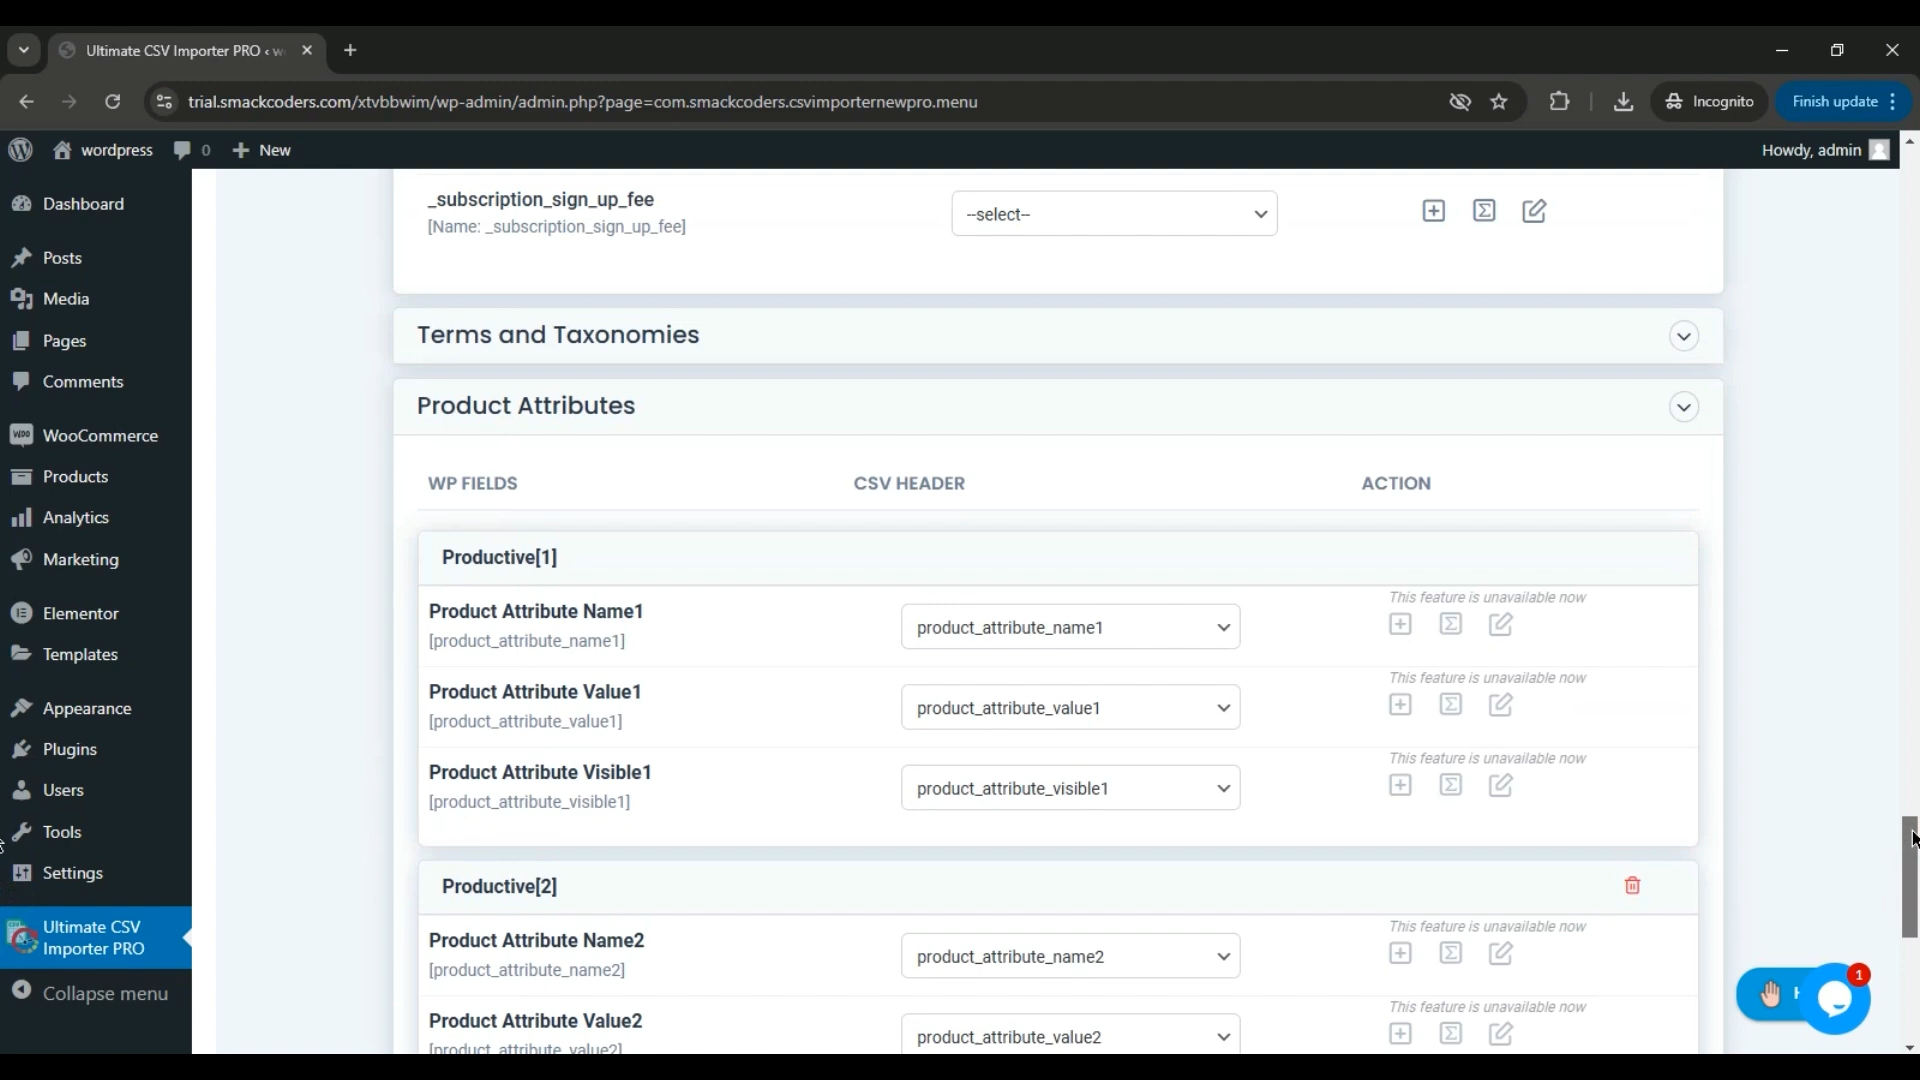 Ultimate CSV Importer PRO ‹ w
trial.smackcoders.com/xtvbbwim/wp-admin/admin.php?page=com.smackcoders.csvimporternewpro.menu
Incognito
Finish update
wordpress
0
New
Howdy, admin
Dashboard
Posts
Media
Pages
Comments
WooCommerce
Products
Analytics
Marketing
Elementor
Templates
Appearance
Plugins
Users
Tools
Settings
Ultimate CSV
Importer PRO
Collapse menu
_subscription_sign_up_fee
[Name: _subscription_sign_up_fee]
--select--
Terms and Taxonomies
Product Attributes
WP FIELDS
CSV HEADER
ACTION
Productive[1]
Product Attribute Name1
[product_attribute_name1]
product_attribute_name1
This feature is unavailable now
Product Attribute Value1
[product_attribute_value1]
product_attribute_value1
This feature is unavailable now
Product Attribute Visible1
[product_attribute_visible1]
product_attribute_visible1
This feature is unavailable now
Productive[2]
Product Attribute Name2
[product_attribute_name2]
product_attribute_name2
This feature is unavailable now
Product Attribute Value2
[product_attribute_value2]
product_attribute_value2
This feature is unavailable now
1